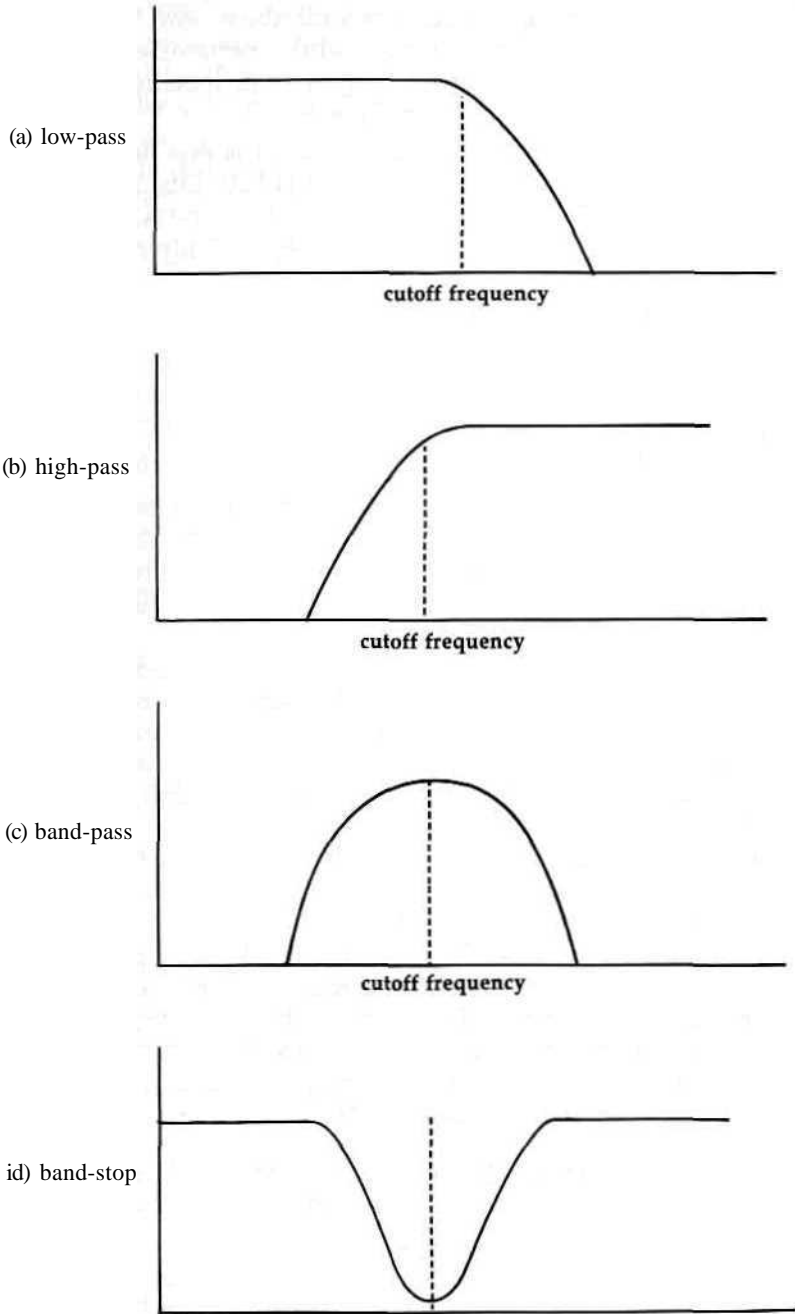 (a) low-pass
cutoff frequency
(b) high-pass
cutoff frequency
(c) band-pass
cutoff frequency
id) band-stop